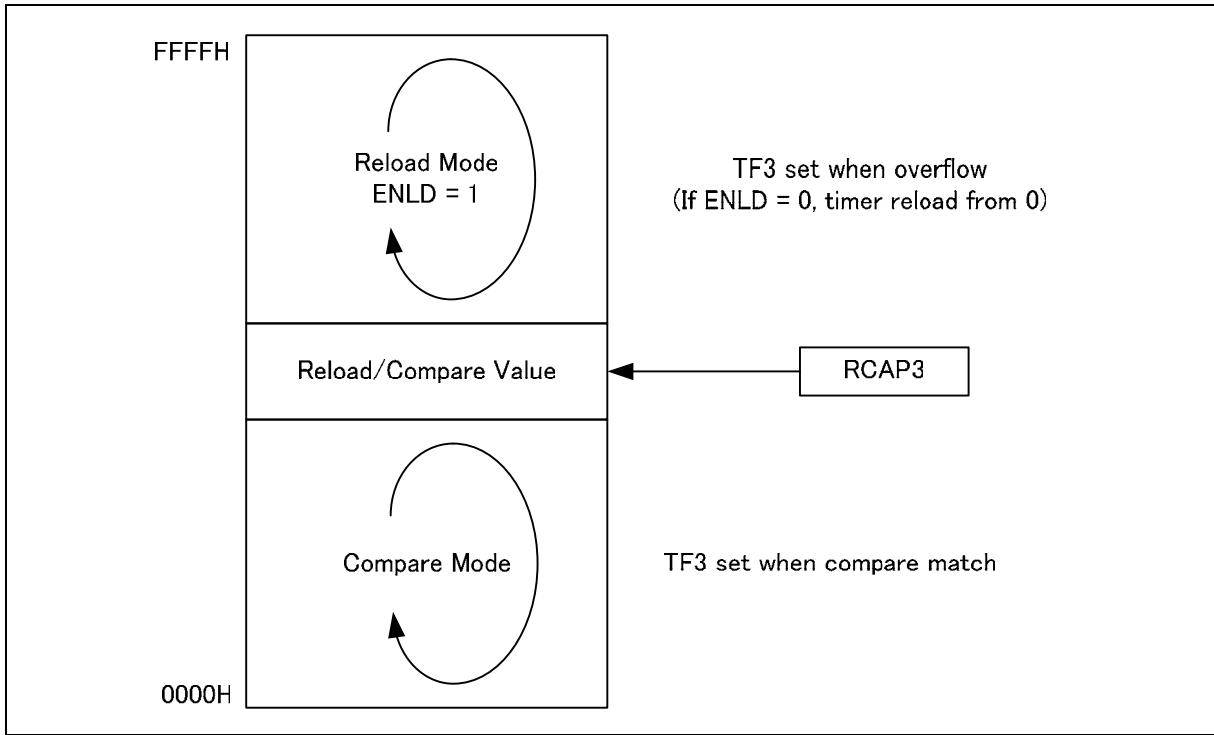 FFFFH
Reload Mode
ENLD = 1
TF3 set when overflow
(If ENLD = 0, timer reload from 0)
Reload/Compare Value
RCAP3
Compare Mode
TF3 set when compare match
0000H